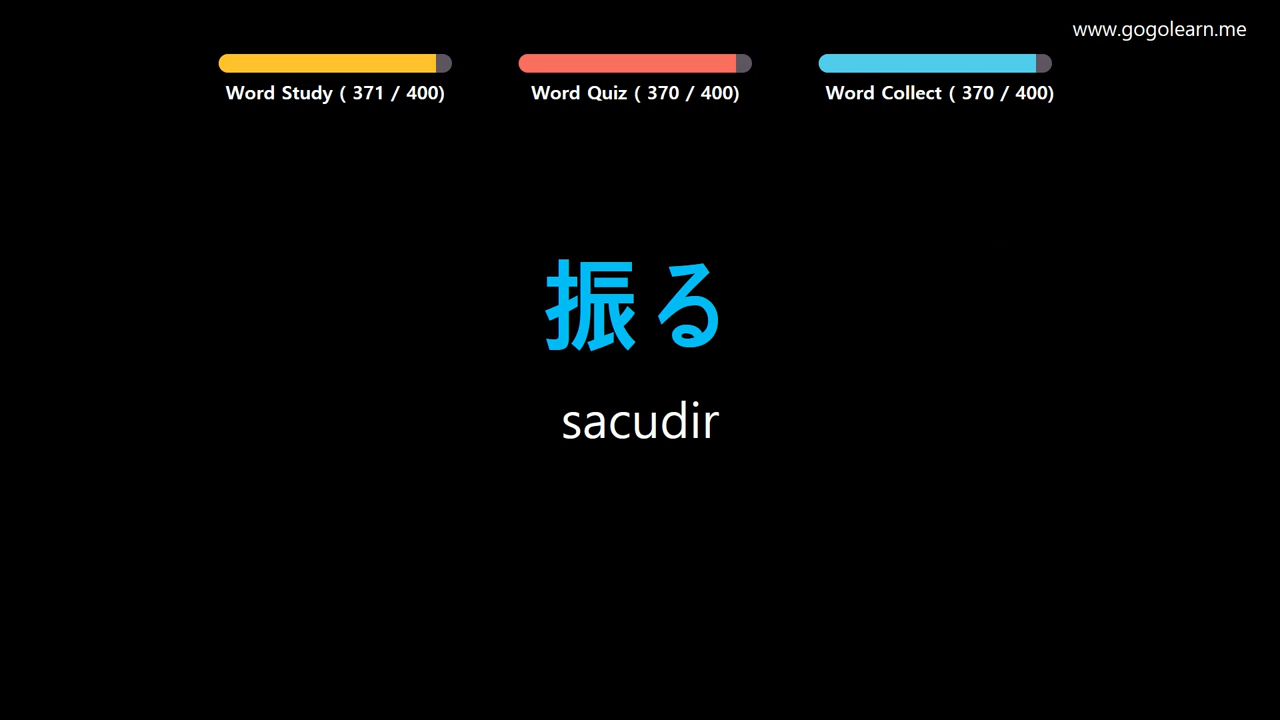 www.gogolearn.me
Word Study ( 371 / 400)
Word Quiz ( 370 / 400)
Word Collect ( 370 / 400)
振る
sacudir